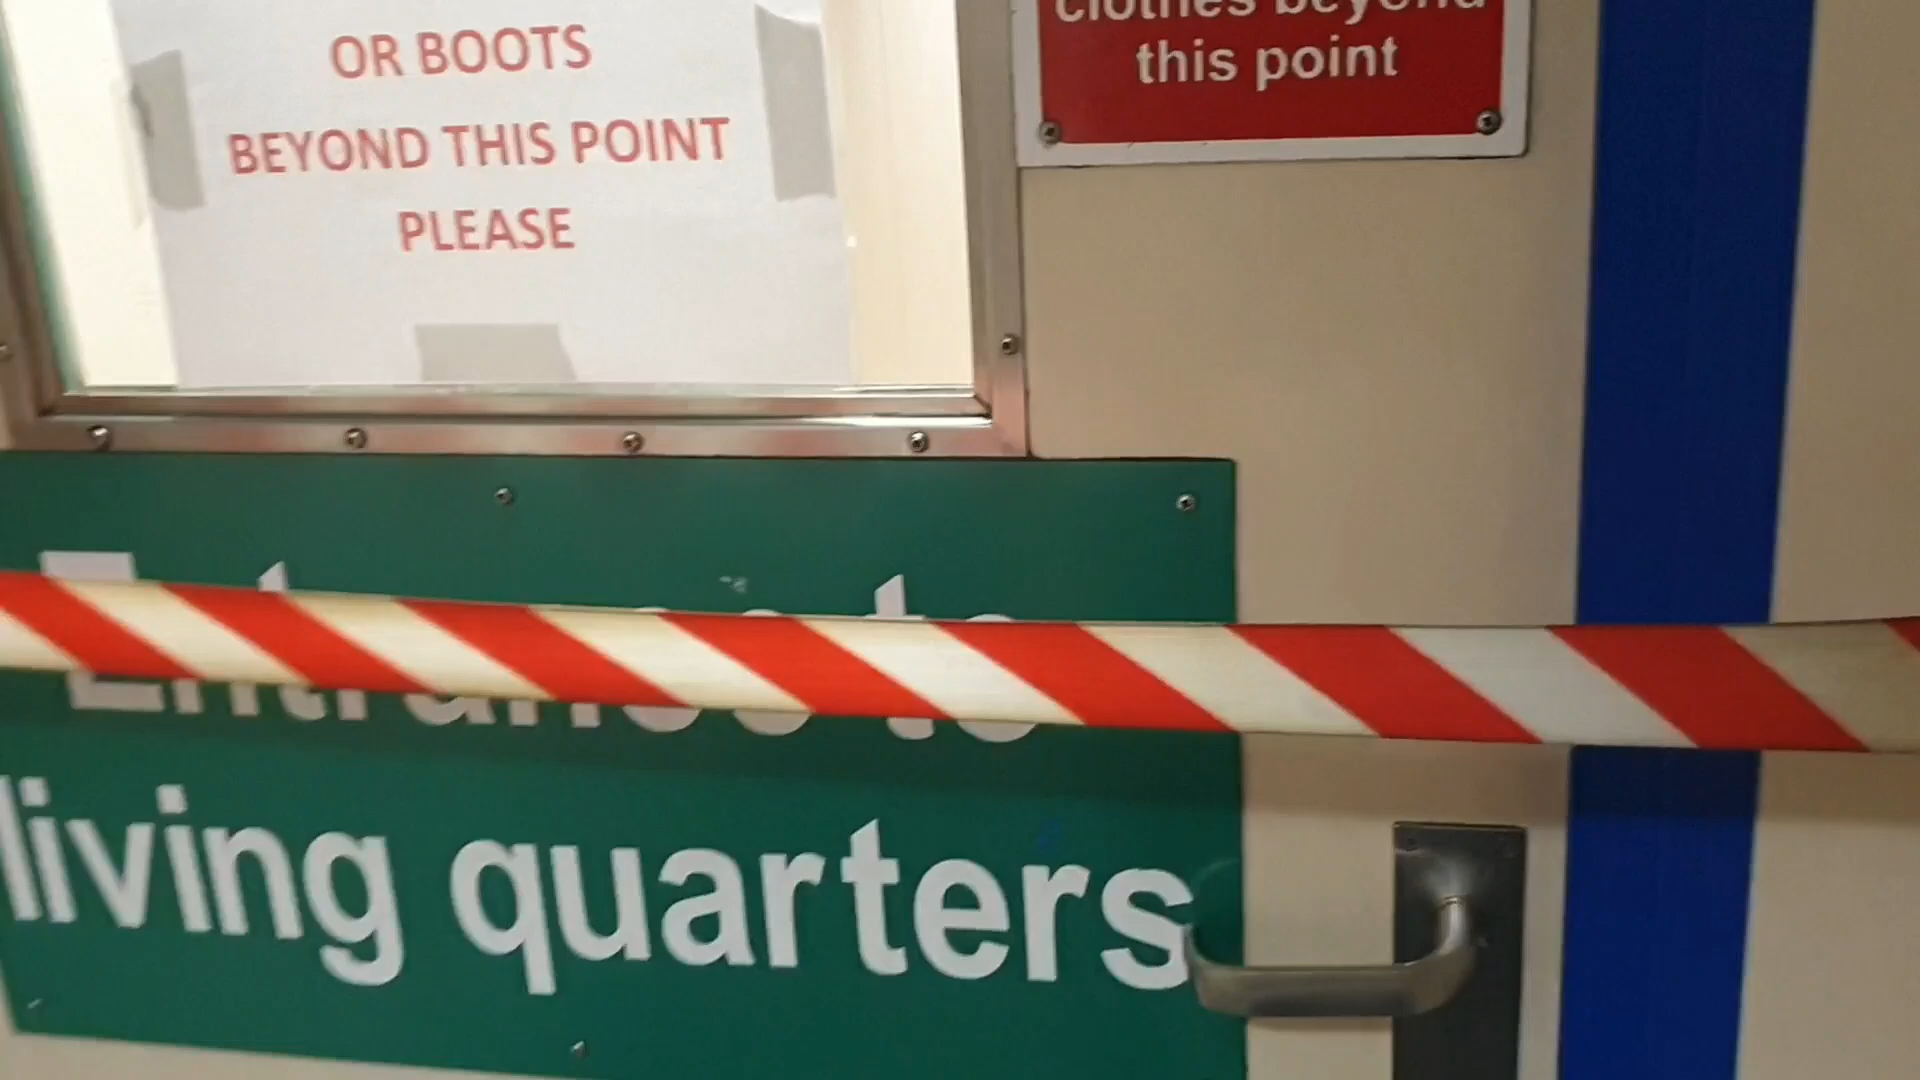 OR BOOTS
BEYOND THIS POINT
PLEASE
clothes beyond
this point
Entrance to
living quarters